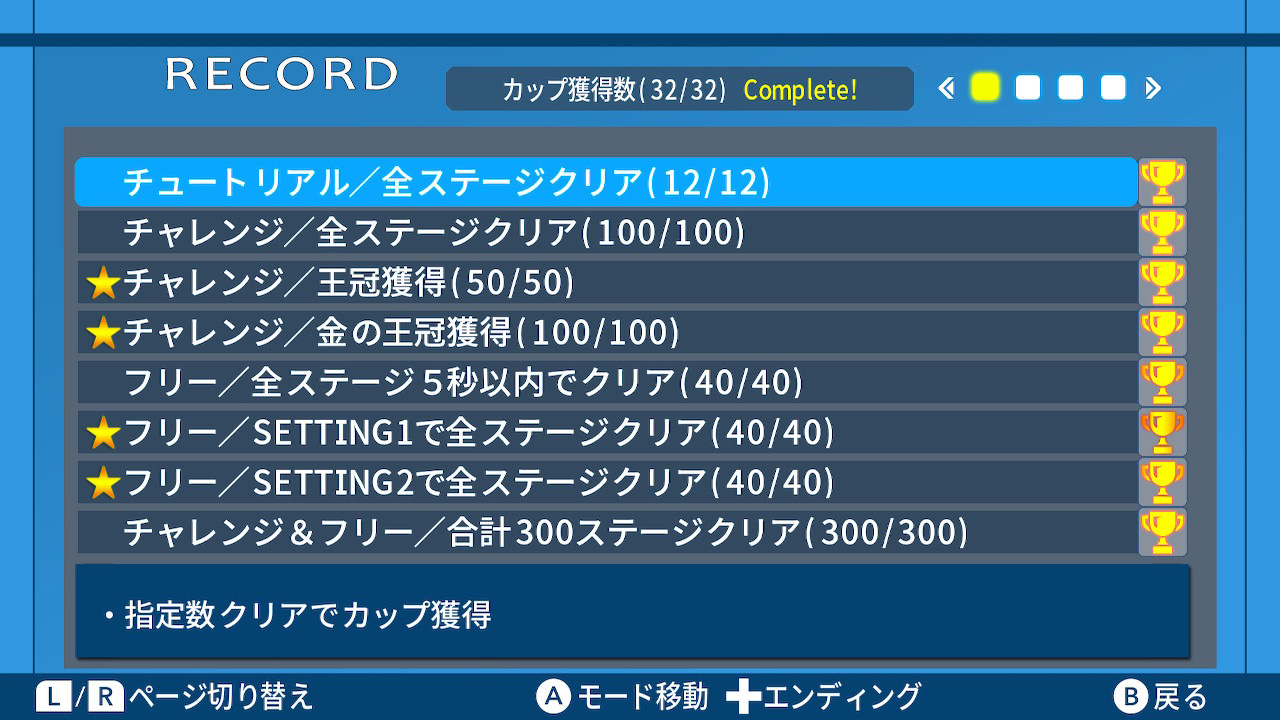 RECORD
カップ獲得数(32/32) Complete!
チュートリアル／全ステージクリア(12/12)
チャレンジ／全ステージクリア(100/100)
★チャレンジ／王冠獲得(50/50)
★チャレンジ／金の王冠獲得(100/100)
フリー／全ステージ５秒以内でクリア(40/40)
★フリー／SETTING1で全ステージクリア(40/40)
★フリー／SETTING2で全ステージクリア(40/40)
チャレンジ＆フリー／合計300ステージクリア(300/300)
・指定数クリアでカップ獲得
L/Rページ切り替え Aモード移動 ✚エンディング B戻る